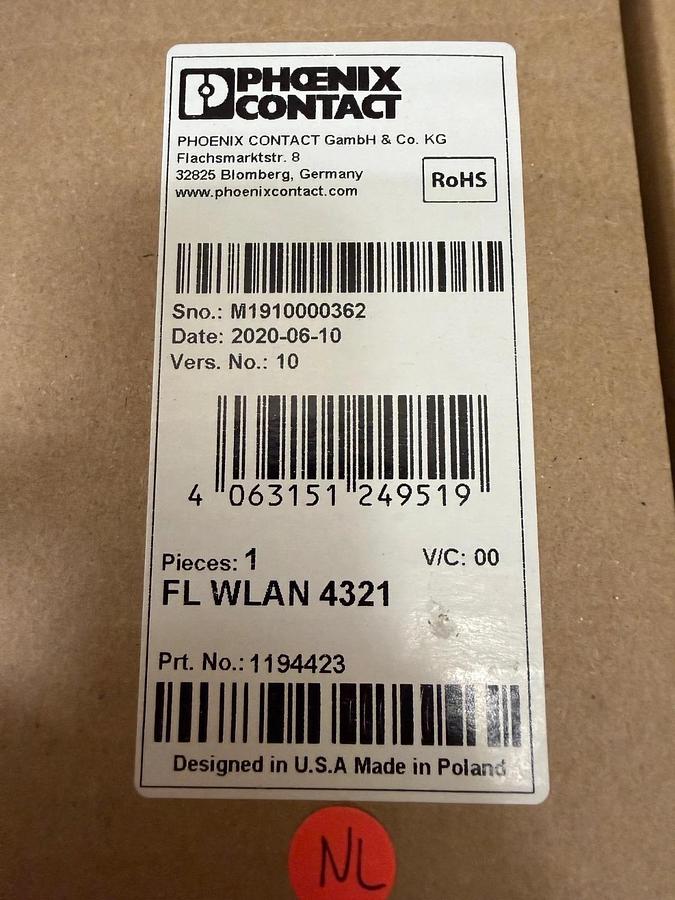 PHŒNIX
CONTACT
PHOENIX CONTACT GmbH & Co. KG
Flachsmarktstr. 8
32825 Blomberg, Germany
www.phoenixcontact.com
RoHS
Sno.: M1910000362
Date: 2020-06-10
Vers. No.: 10
4 063151 249519
Pieces: 1 V/C: 00
FL WLAN 4321
Prt. No.: 1194423
Designed in U.S.A Made in Poland
NL